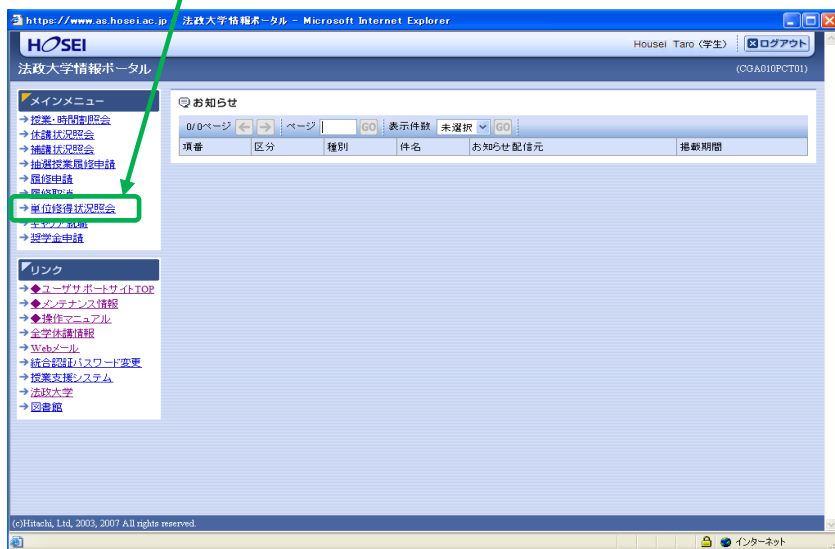 https://www.as.hosei.ac.jp 法政大学情報ポータル - Microsoft Internet Explorer
HOSEI
Housei Taro (学生) ログアウト
法政大学情報ポータル (CGA010PCT01)
メインメニュー
授業・時間割照会
休講状況照会
補講状況照会
抽選授業履修申請
履修申請
履修取消
単位修得状況照会
キャリア就職
奨学金申請
リンク
◆ユーザサポートサイトTOP
◆メンテナンス情報
◆操作マニュアル
全学休講情報
Webメール
統合認証パスワード変更
授業支援システム
法政大学
図書館
お知らせ
0/0ページ ページ GO 表示件数 未選択 GO
項番 区分 種別 件名 お知らせ配信元 掲載期間
(c)Hitachi, Ltd, 2003, 2007 All rights reserved.
インターネット